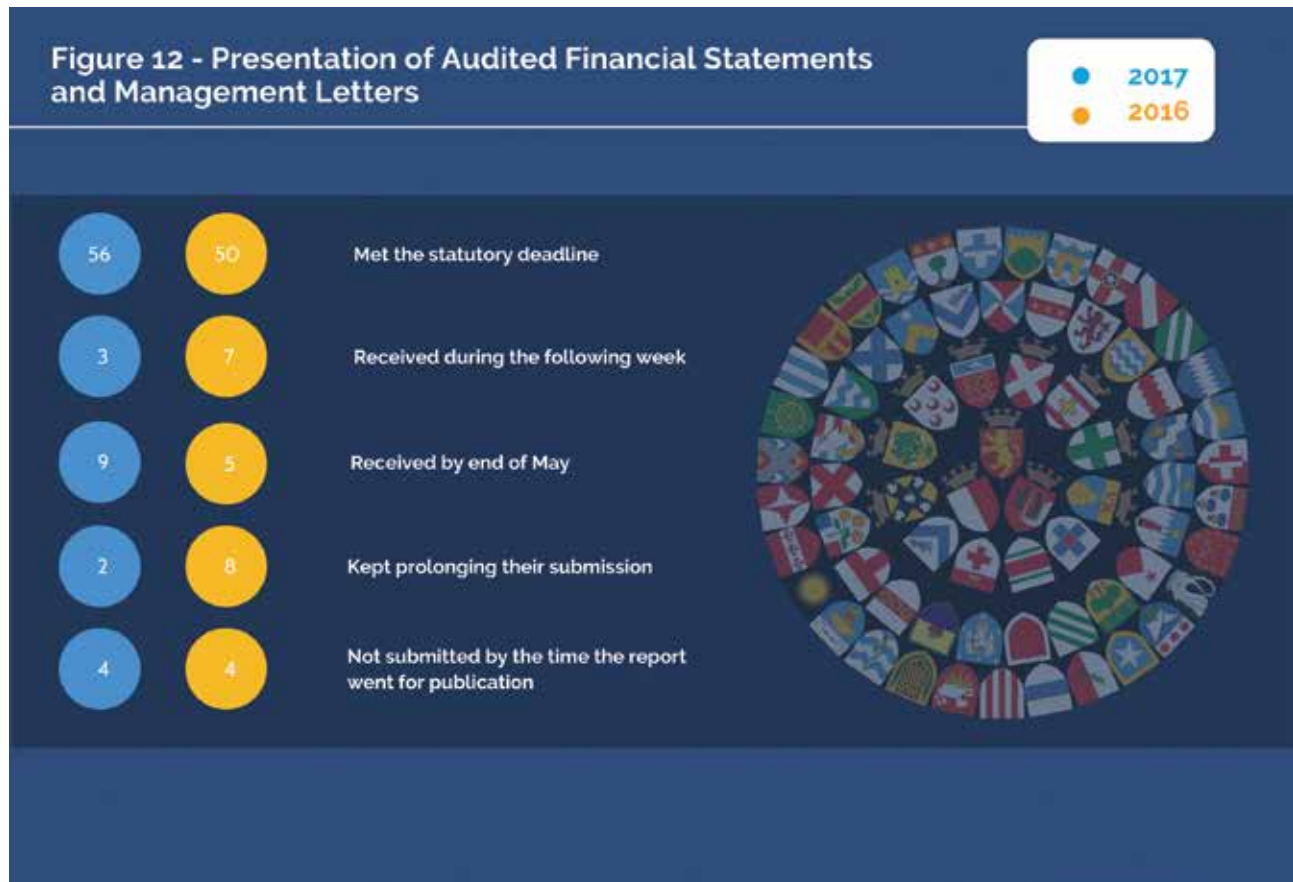 Figure 12 - Presentation of Audited Financial Statements
and Management Letters
2017
2016
56 50 Met the statutory deadline
3 7 Received during the following week
9 5 Received by end of May
2 8 Kept prolonging their submission
4 4 Not submitted by the time the report
went for publication